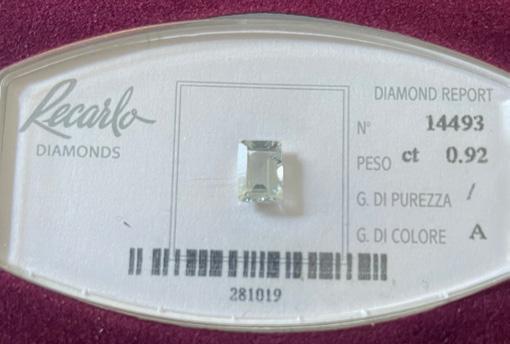 Recarlo
DIAMONDS
DIAMOND REPORT
N° 14493
PESO ct 0.92
G. DI PUREZZA /
G. DI COLORE A
281019